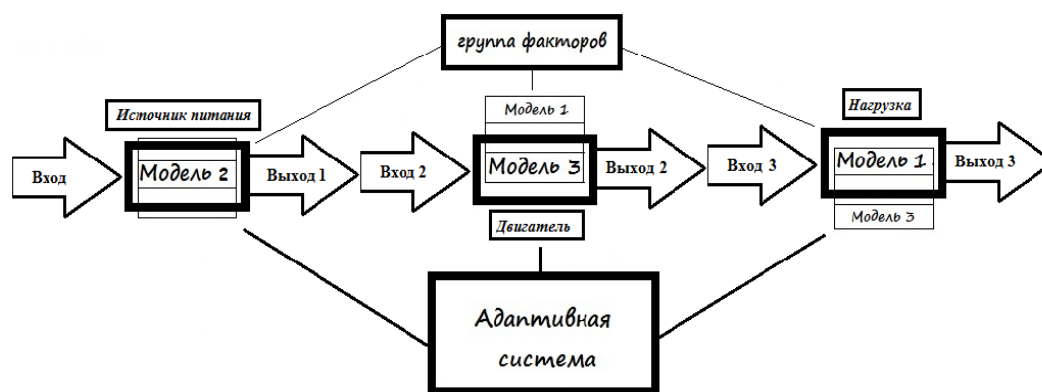 группа факторов
Источник питания
Модель 1
Нагрузка
Вход
Модель 2
Выход 1
Вход 2
Модель 3
Выход 2
Вход 3
Модель 1
Выход 3
Двигатель
Модель 3
Адаптивная
система